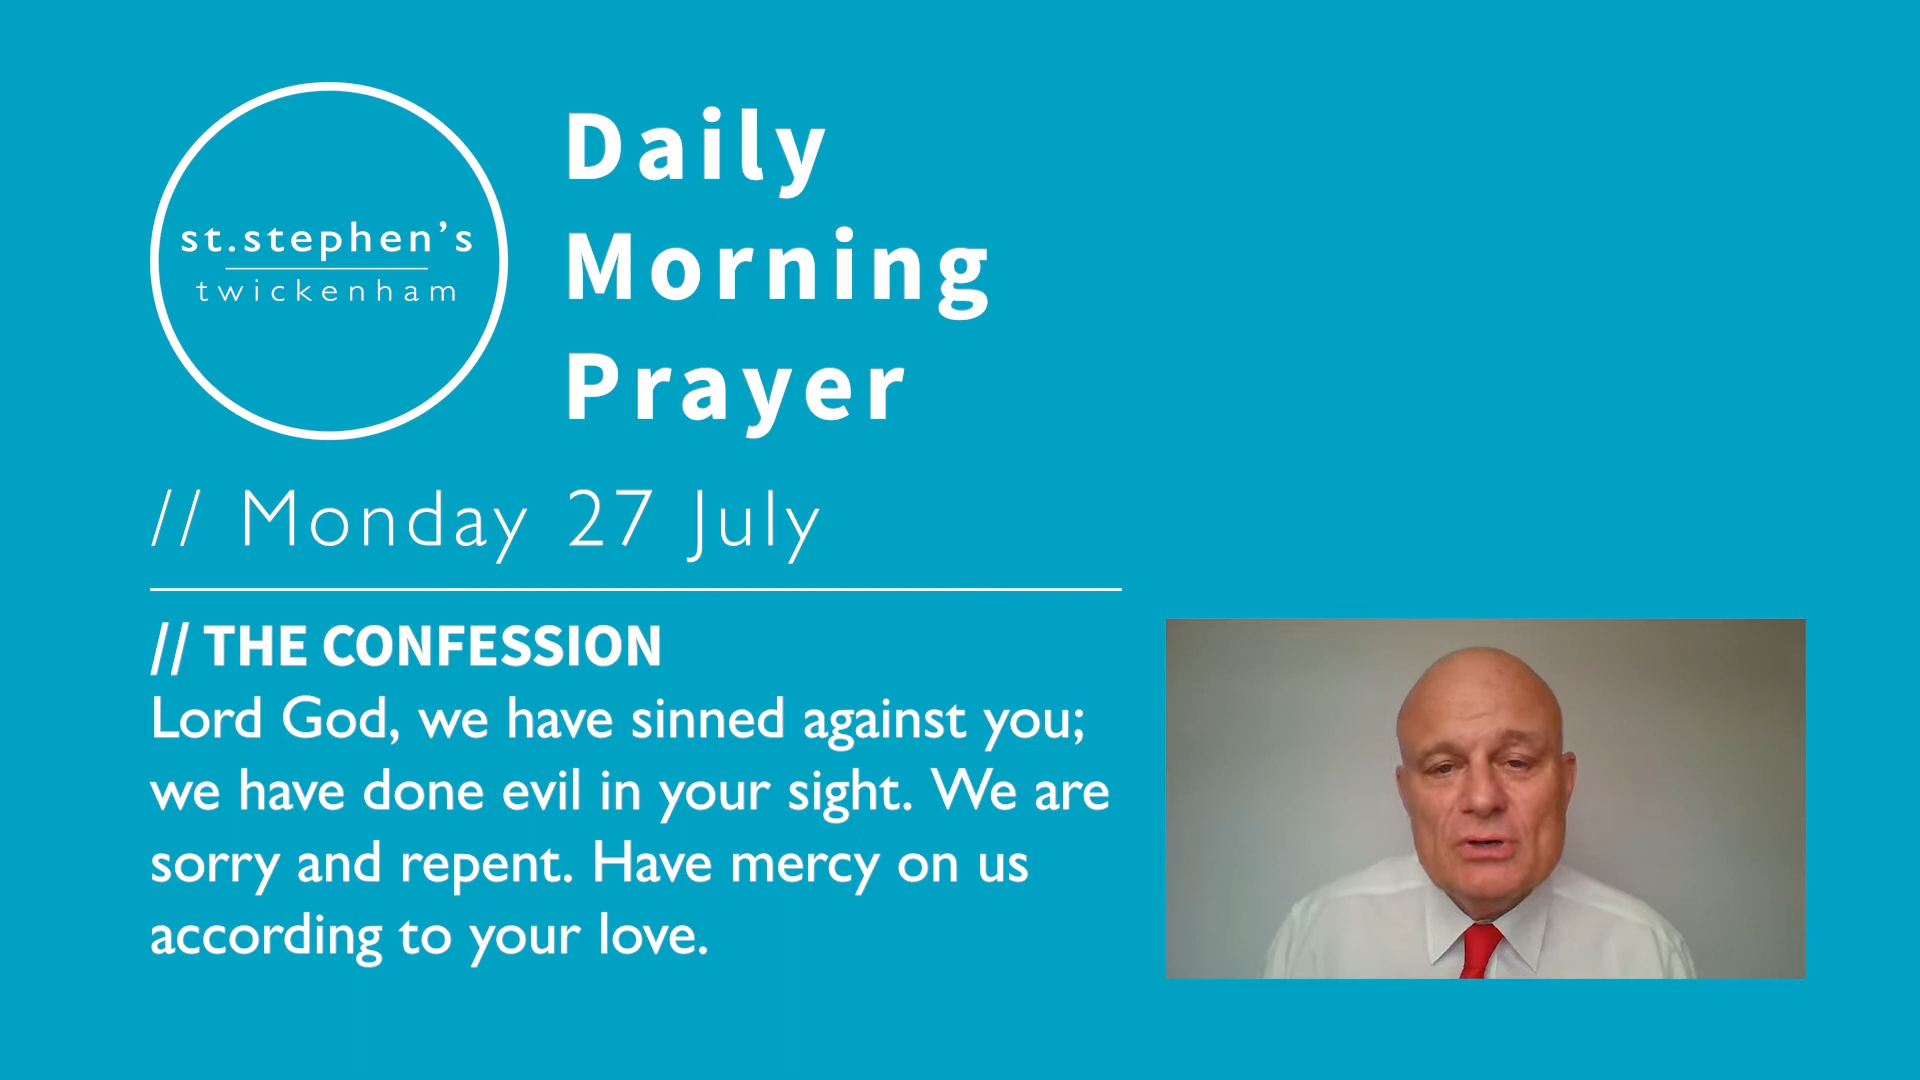 st.stephen's
twickenham
Daily
Morning
Prayer
// Monday 27 July
// THE CONFESSION
Lord God, we have sinned against you;
we have done evil in your sight. We are
sorry and repent. Have mercy on us
according to your love.